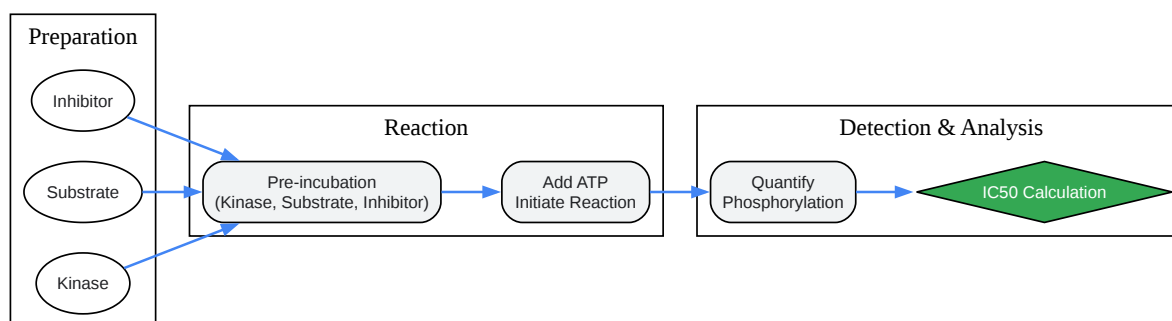 Preparation
Inhibitor
Substrate
Kinase
Reaction
Pre-incubation
(Kinase, Substrate, Inhibitor)
Add ATP
Initiate Reaction
Detection & Analysis
Quantify
Phosphorylation
IC50 Calculation